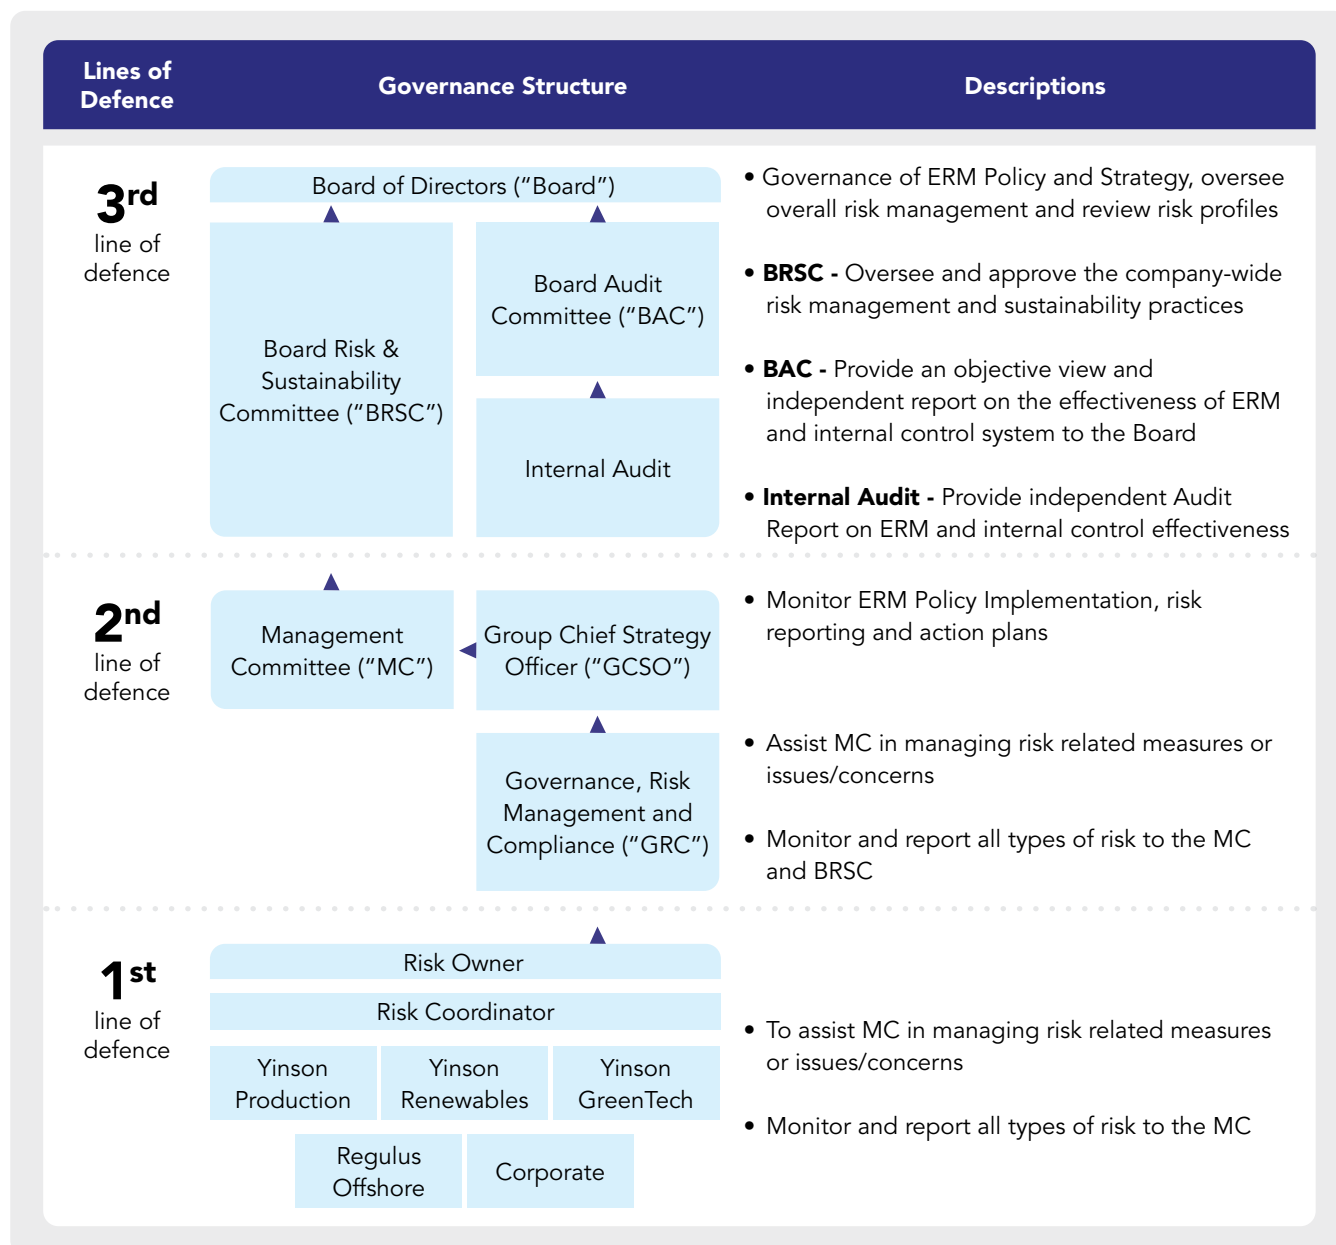 Lines of
Defence
Governance Structure
Descriptions
3rd
line of
defence
Board of Directors (“Board”)
Board Risk &
Sustainability
Committee (“BRSC”)
Board Audit
Committee (“BAC”)
Internal Audit
• Governance of ERM Policy and Strategy, oversee
overall risk management and review risk profiles
• BRSC - Oversee and approve the company-wide
risk management and sustainability practices
• BAC - Provide an objective view and
independent report on the effectiveness of ERM
and internal control system to the Board
• Internal Audit - Provide independent Audit
Report on ERM and internal control effectiveness
2nd
line of
defence
Management
Committee (“MC”)
Group Chief Strategy
Officer (“GCSO”)
Governance, Risk
Management and
Compliance (“GRC”)
• Monitor ERM Policy Implementation, risk
reporting and action plans
• Assist MC in managing risk related measures or
issues/concerns
• Monitor and report all types of risk to the MC
and BRSC
1st
line of
defence
Risk Owner
Risk Coordinator
Yinson
Production
Yinson
Renewables
Yinson
GreenTech
Regulus
Offshore
Corporate
• To assist MC in managing risk related measures
or issues/concerns
• Monitor and report all types of risk to the MC